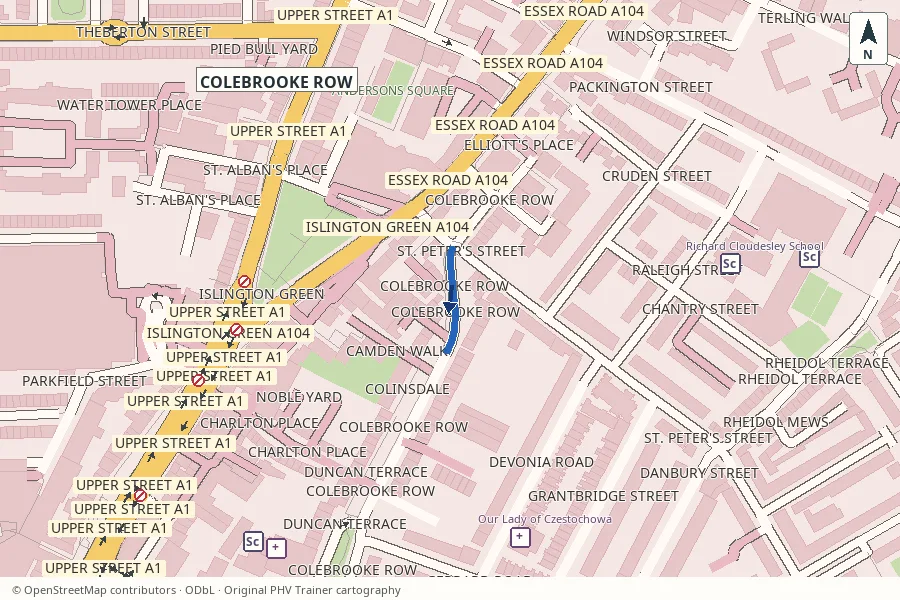 UPPER STREET A1
ESSEX ROAD A104
TERLING WAL
THEBERTON STREET
WINDSOR STREET
PIED BULL YARD
N
ESSEX ROAD A104
COLEBROOKE ROW
ANDERSONS SQUARE
PACKINGTON STREET
WATER TOWER PLACE
UPPER STREET A1
ESSEX ROAD A104
ELLIOTT'S PLACE
ST. ALBAN'S PLACE
CRUDEN STREET
ESSEX ROAD A104
ST. ALBAN'S PLACE
COLEBROOKE ROW
ISLINGTON GREEN A104
ST. PETER'S STREET
Richard Cloudesley School
Sc
Sc
RALEIGH STREE
COLEBROOKE ROW
ISLINGTON GREEN
UPPER STREET A1
COLEBROOKE ROW
CHANTRY STREET
ISLINGTON GREEN A104
UPPER STREET A1
CAMDEN WALK
RHEIDOL TERRACE
UPPER STREET A1
PARKFIELD STREET
RHEIDOL TERRACE
COLINSDALE
NOBLE YARD
UPPER STREET A1
CHARLTON PLACE
COLEBROOKE ROW
RHEIDOL MEWS
ST. PETER'S STREET
UPPER STREET A1
CHARLTON PLACE
DEVONIA ROAD
DUNCAN TERRACE
DANBURY STREET
UPPER STREET A1
COLEBROOKE ROW
GRANTBRIDGE STREET
UPPER STREET A1
Our Lady of Czestochowa
UPPER STREET A1
DUNCAN TERRACE
Sc
UPPER STREET A1
COLEBROOKE ROW
© OpenStreetMap contributors · ODbL · Original PHV Trainer cartography